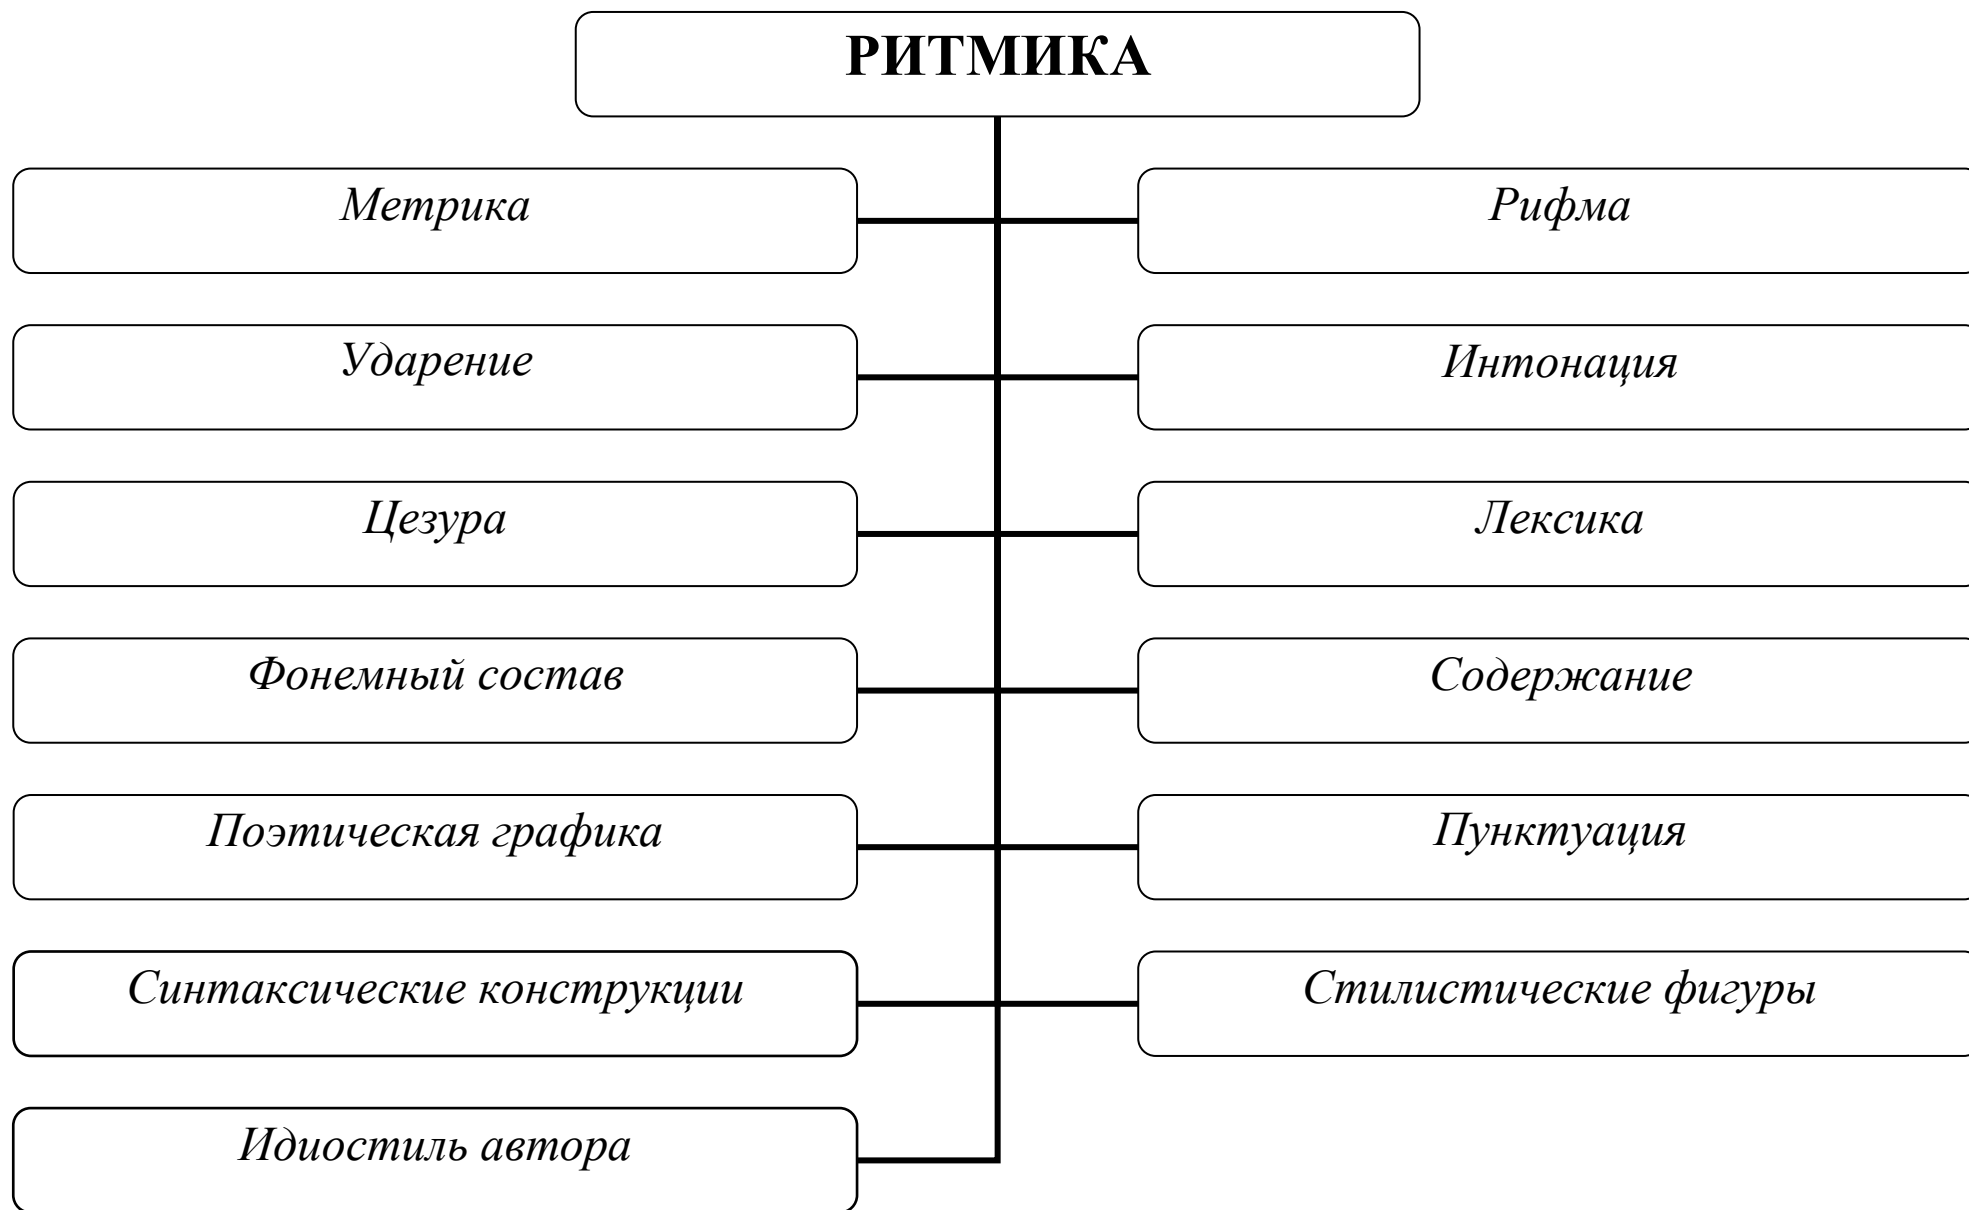 РИТМИКА
Метрика
Рифма
Ударение
Интонация
Цезура
Лексика
Фонемный состав
Содержание
Поэтическая графика
Пунктуация
Синтаксические конструкции
Стилистические фигуры
Идиостиль автора